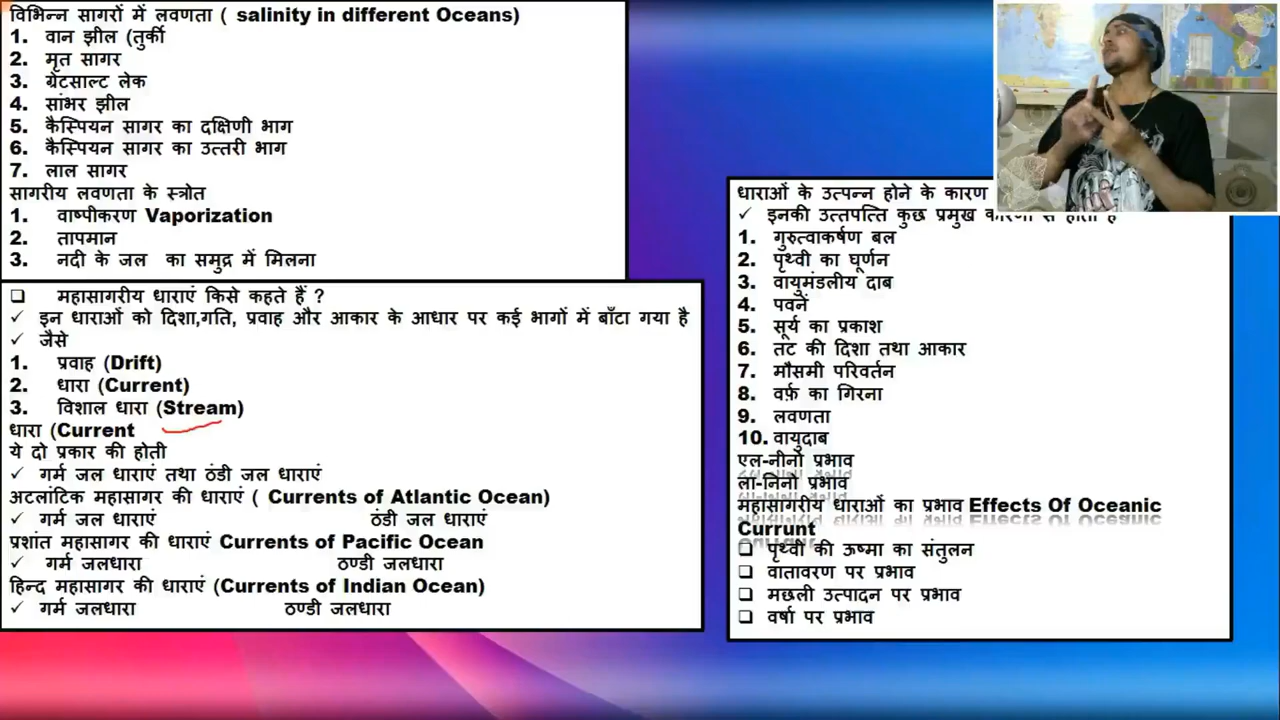 विभिन्न सागरों में लवणता ( salinity in different Oceans)
1. वान झील (तुर्की
2. मृत सागर
3. ग्रेटसाल्ट लेक
4. सांभर झील
5. कैस्पियन सागर का दक्षिणी भाग
6. कैस्पियन सागर का उत्तरी भाग
7. लाल सागर
सागरीय लवणता के स्त्रोत
1. वाष्पीकरण Vaporization
2. तापमान
3. नदी के जल का समुद्र में मिलना
❑ महासागरीय धाराएं किसे कहते हैं ?
✓ इन धाराओं को दिशा,गति, प्रवाह और आकार के आधार पर कई भागों में बाँटा गया है
✓ जैसे
1. प्रवाह (Drift)
2. धारा (Current)
3. विशाल धारा (Stream)
धारा (Current
ये दो प्रकार की होती
✓ गर्म जल धाराएं तथा ठंडी जल धाराएं
अटलांटिक महासागर की धाराएं ( Currents of Atlantic Ocean)
✓ गर्म जल धाराएं ठंडी जल धाराएं
प्रशांत महासागर की धाराएं Currents of Pacific Ocean
✓ गर्म जलधारा ठण्डी जलधारा
हिन्द महासागर की धाराएं (Currents of Indian Ocean)
✓ गर्म जलधारा ठण्डी जलधारा
धाराओं के उत्पन्न होने के कारण
✓ इनकी उत्तपत्ति कुछ प्रमुख कारणों से होता है
1. गुरुत्वाकर्षण बल
2. पृथ्वी का घूर्णन
3. वायुमंडलीय दाब
4. पवनें
5. सूर्य का प्रकाश
6. तट की दिशा तथा आकार
7. मौसमी परिवर्तन
8. वर्फ़ का गिरना
9. लवणता
10. वायुदाब
एल-नीनो प्रभाव
ला-निनो प्रभाव
महासागरीय धाराओं का प्रभाव Effects Of Oceanic
Currunt
❑ पृथ्वी की ऊष्मा का संतुलन
❑ वातावरण पर प्रभाव
❑ मछली उत्पादन पर प्रभाव
❑ वर्षा पर प्रभाव